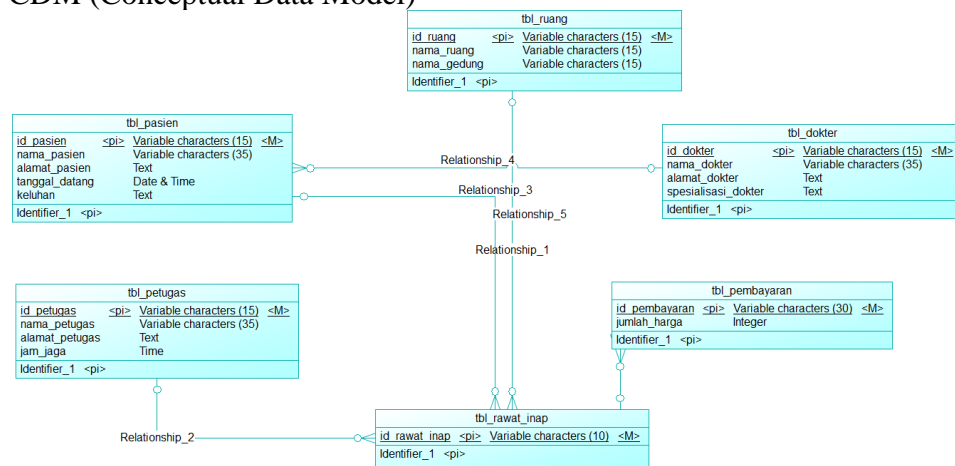 CDM (Conceptual Data Model)
tbl_ruang
id_ruang <pi> Variable characters (15) <M>
nama_ruang Variable characters (15)
nama_gedung Variable characters (15)
Identifier_1 <pi>
tbl_pasien
id_pasien <pi> Variable characters (15) <M>
nama_pasien Variable characters (35)
alamat_pasien Text
tanggal_datang Date & Time
keluhan Text
Identifier_1 <pi>
tbl_dokter
id_dokter <pi> Variable characters (15) <M>
nama_dokter Variable characters (35)
alamat_dokter Text
spesialisasi_dokter Text
Identifier_1 <pi>
Relationship_4
Relationship_3
Relationship_5
Relationship_1
tbl_petugas
id_petugas <pi> Variable characters (15) <M>
nama_petugas Variable characters (35)
alamat_petugas Text
jam_jaga Time
Identifier_1 <pi>
tbl_pembayaran
id_pembayaran <pi> Variable characters (30) <M>
jumlah_harga Integer
Identifier_1 <pi>
Relationship_2
tbl_rawat_inap
id_rawat_inap <pi> Variable characters (10) <M>
Identifier_1 <pi>